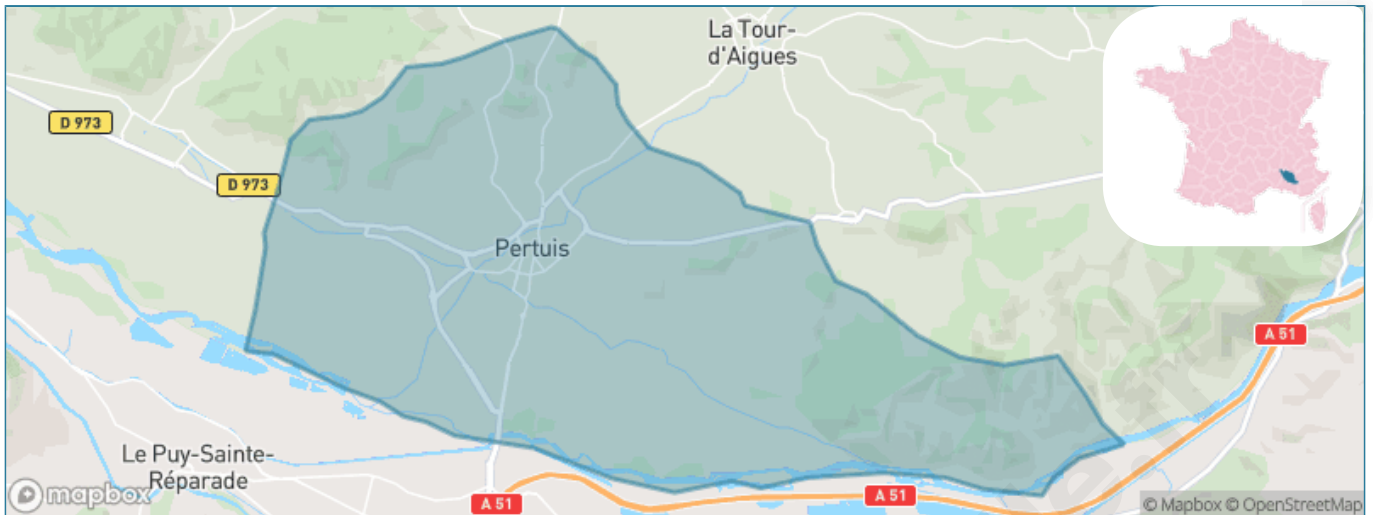 La Tour-
d'Aigues
D 973
D 973
Pertuis
A 51
Le Puy-Sainte-
Réparade
A 51
A 51
mapbox
© Mapbox © OpenStreetMap